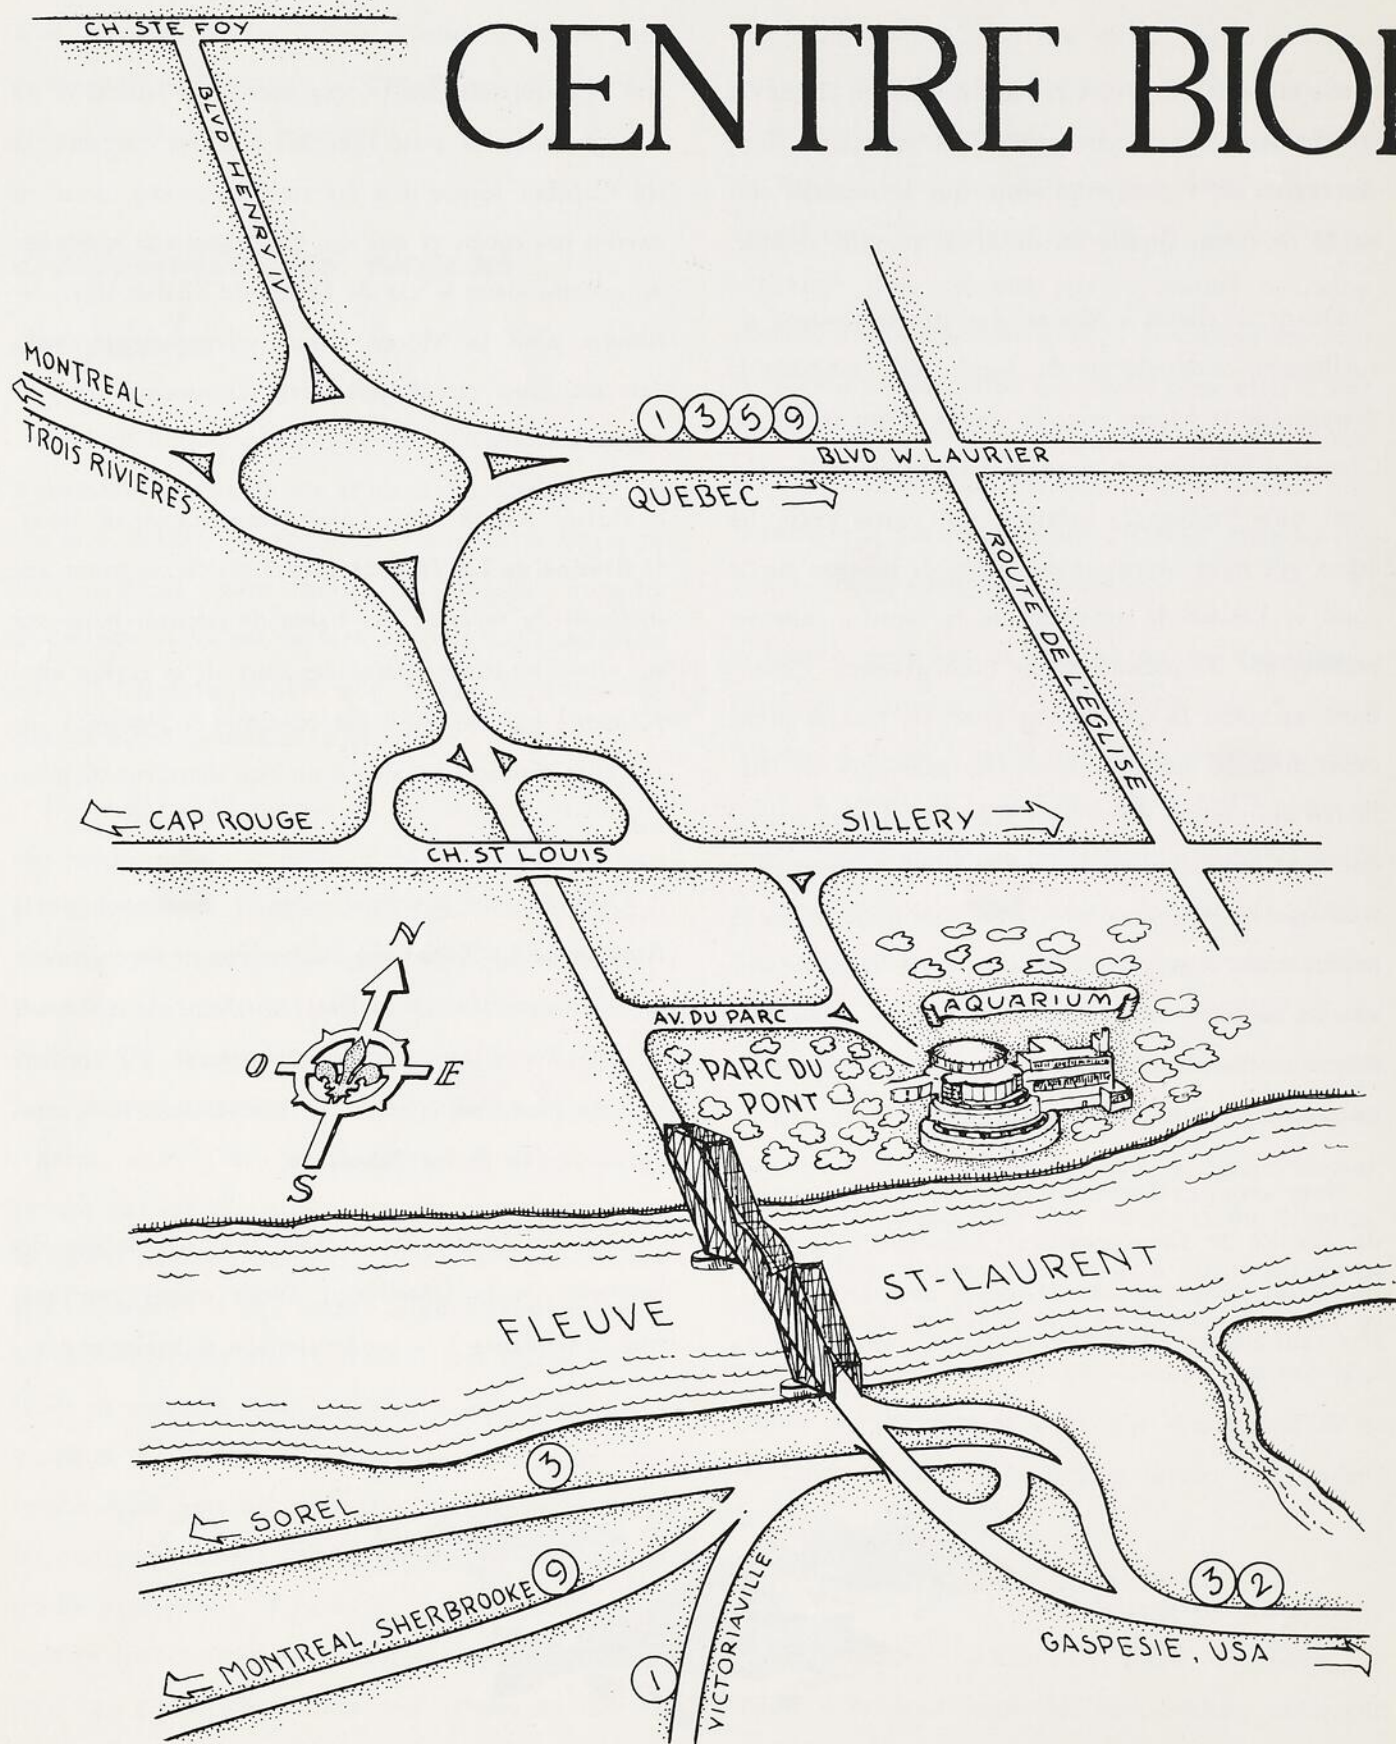 CH. STE FOY
CENTRE
BLVD HENRY IV
MONTREAL
TROIS RIVIERES
1 3 5 9
BLVD W. LAURIER
QUEBEC
ROUTE DE L'EGLISE
CAP ROUGE
SILLERY
CH. ST LOUIS
N
O
E
S
AQUARIUM
AV. DU PARC
PARC DU
PONT
FLEUVE
ST-LAURENT
3
SOREL
9
MONTREAL, SHERBROOKE
1
VICTORIAVILLE
3 2
GASPESIE, USA